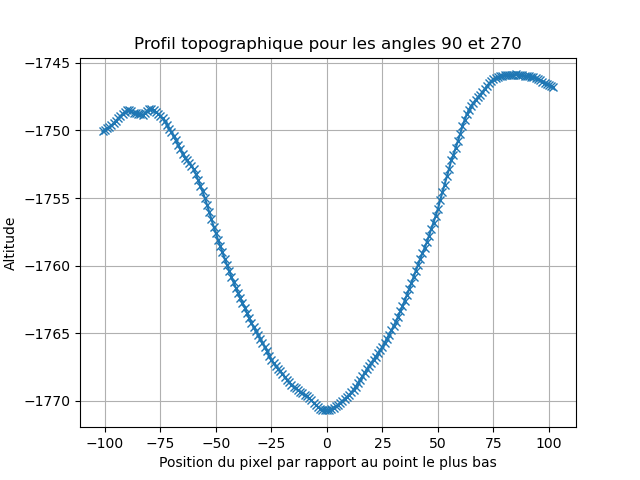 Profil topographique pour les angles 90 et 270
−1745
−1750
−1755
−1760
−1765
−1770
Altitude
−100 −75 −50 −25 0 25 50 75 100
Position du pixel par rapport au point le plus bas